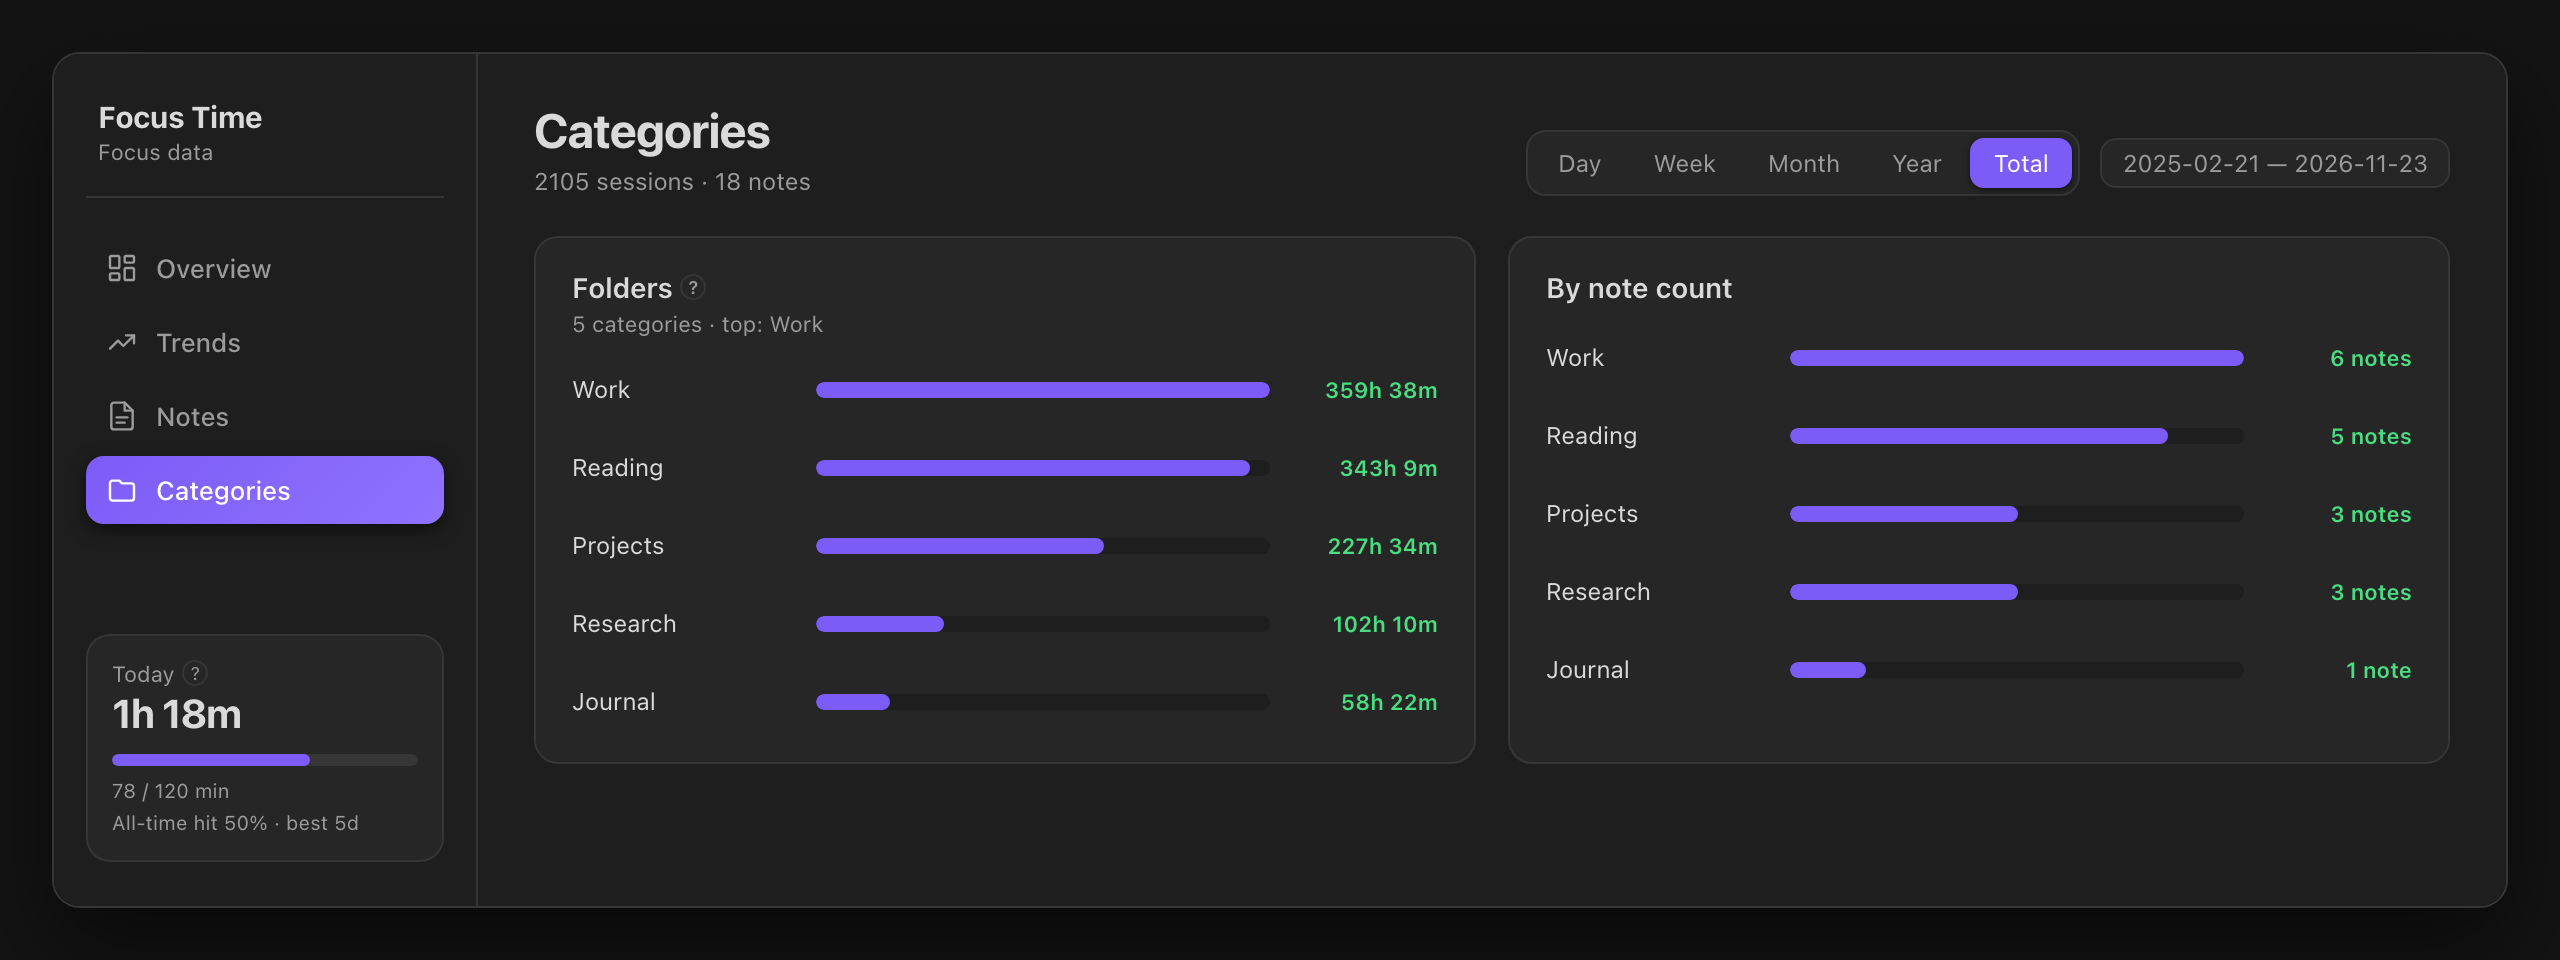 Focus Time
Focus data
Overview
Trends
Notes
Categories
Today ?
1h 18m
78 / 120 min
All-time hit 50% · best 5d
Categories
2105 sessions · 18 notes
Day Week Month Year Total 2025-02-21 — 2026-11-23
Folders ?
5 categories · top: Work
Work 359h 38m
Reading 343h 9m
Projects 227h 34m
Research 102h 10m
Journal 58h 22m
By note count
Work 6 notes
Reading 5 notes
Projects 3 notes
Research 3 notes
Journal 1 note